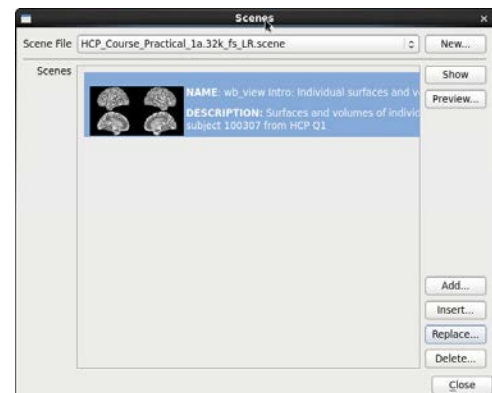 Scenes
Scene File HCP_Course_Practical_1a.32k_fs_LR.scene New...
Scenes
Show
Preview...
NAME: wb_view Intro: Individual surfaces and v
DESCRIPTION: Surfaces and volumes of individ
subject 100307 from HCP Q1
Add...
Insert...
Replace...
Delete...
Close